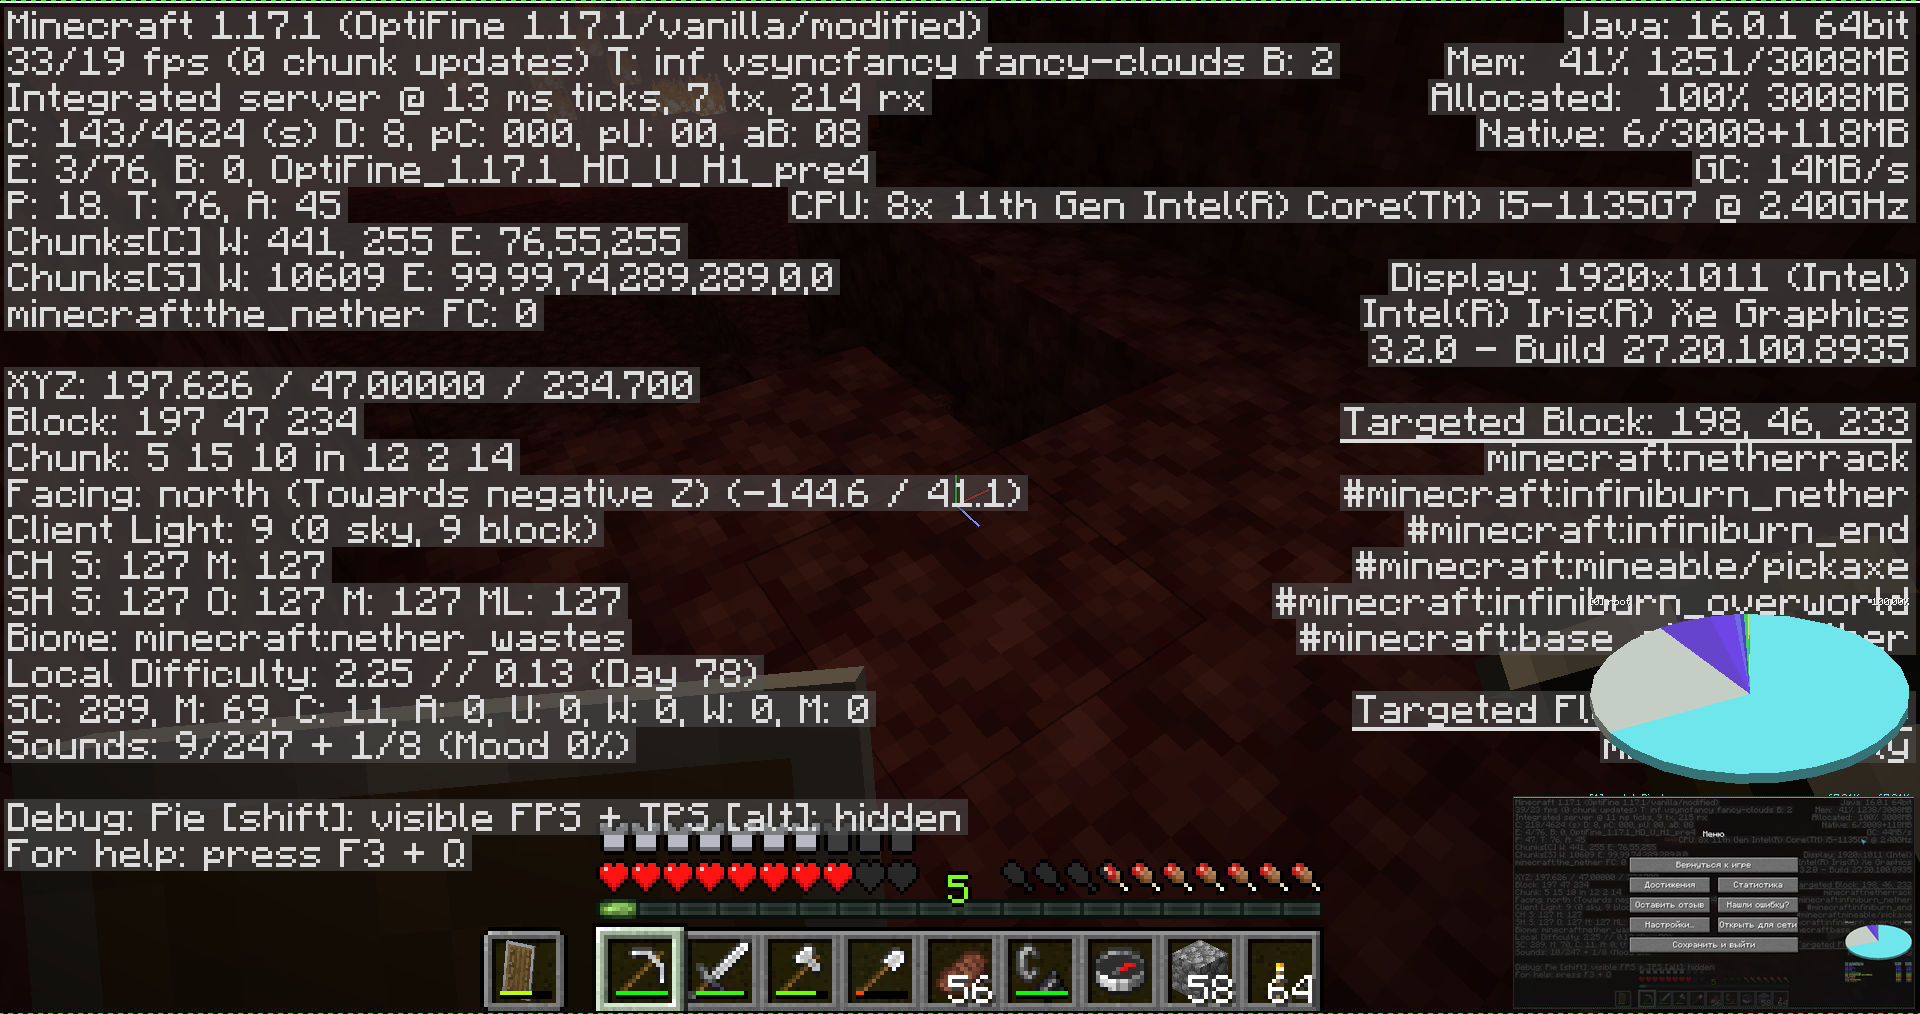 Minecraft 1.17.1 (OptiFine 1.17.1/vanilla/modified)
33/19 fps (0 chunk updates) T: inf vsyncfancy fancy-clouds B: 2
Integrated server @ 13 ms ticks, 7 tx, 214 rx
C: 143/4624 (s) D: 8, pC: 000, pU: 00, aB: 08
E: 3/76, B: 0, OptiFine_1.17.1_HD_U_H1_pre4
P: 18. T: 76, A: 45
Chunks[C] W: 441, 255 E: 76,55,255
Chunks[S] W: 10609 E: 99,99,74,289,289,0,0
minecraft:the_nether FC: 0
XYZ: 197.626 / 47.00000 / 234.700
Block: 197 47 234
Chunk: 5 15 10 in 12 2 14
Facing: north (Towards negative Z) (-144.6 / 41.1)
Client Light: 9 (0 sky, 9 block)
CH S: 127 M: 127
SH S: 127 O: 127 M: 127 ML: 127
Biome: minecraft:nether_wastes
Local Difficulty: 2.25 // 0.13 (Day 78)
SC: 289, M: 69, C: 11, A: 0, U: 0, W: 0, W: 0, M: 0
Sounds: 9/247 + 1/8 (Mood 0%)
Debug: Pie [shift]: visible FPS + TPS [alt]: hidden
For help: press F3 + Q
Java: 16.0.1 64bit
Mem: 41% 1251/3008MB
Allocated: 100% 3008MB
Native: 6/3008+118MB
GC: 14MB/s
CPU: 8x 11th Gen Intel(R) Core(TM) i5-1135G7 @ 2.40GHz
Display: 1920x1011 (Intel)
Intel(R) Iris(R) Xe Graphics
3.2.0 - Build 27.20.100.8935
Targeted Block: 198, 46, 233
minecraft:netherrack
#minecraft:infiniburn_nether
#minecraft:infiniburn_end
#minecraft:mineable/pickaxe
#minecraft:infiniburn_overworld
#minecraft:base
Targeted
[0] root
100.00%
5
56
58
64
Меню
Вернуться к игре
Достижения
Статистика
Оставить отзыв
Нашли ошибку?
Настройки...
Открыть для сети
Сохранить и выйти